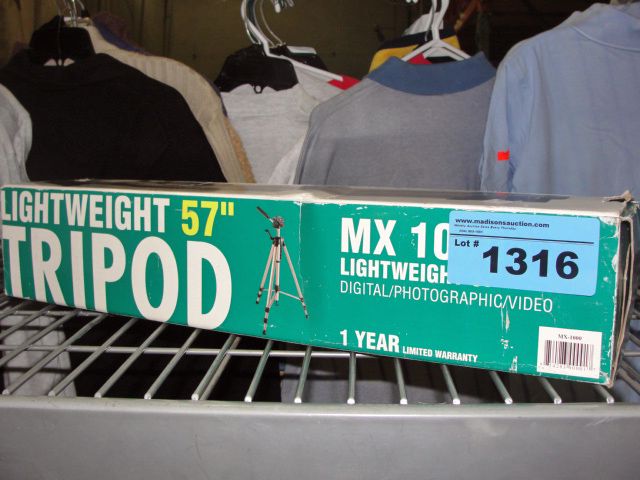 LIGHTWEIGHT 57"
TRIPOD
MX 10
LIGHTWEIGH
DIGITAL/PHOTOGRAPHIC/VIDEO
1 YEAR LIMITED WARRANTY
www.madisonsauction.com
Lot # 1316
MX-1000